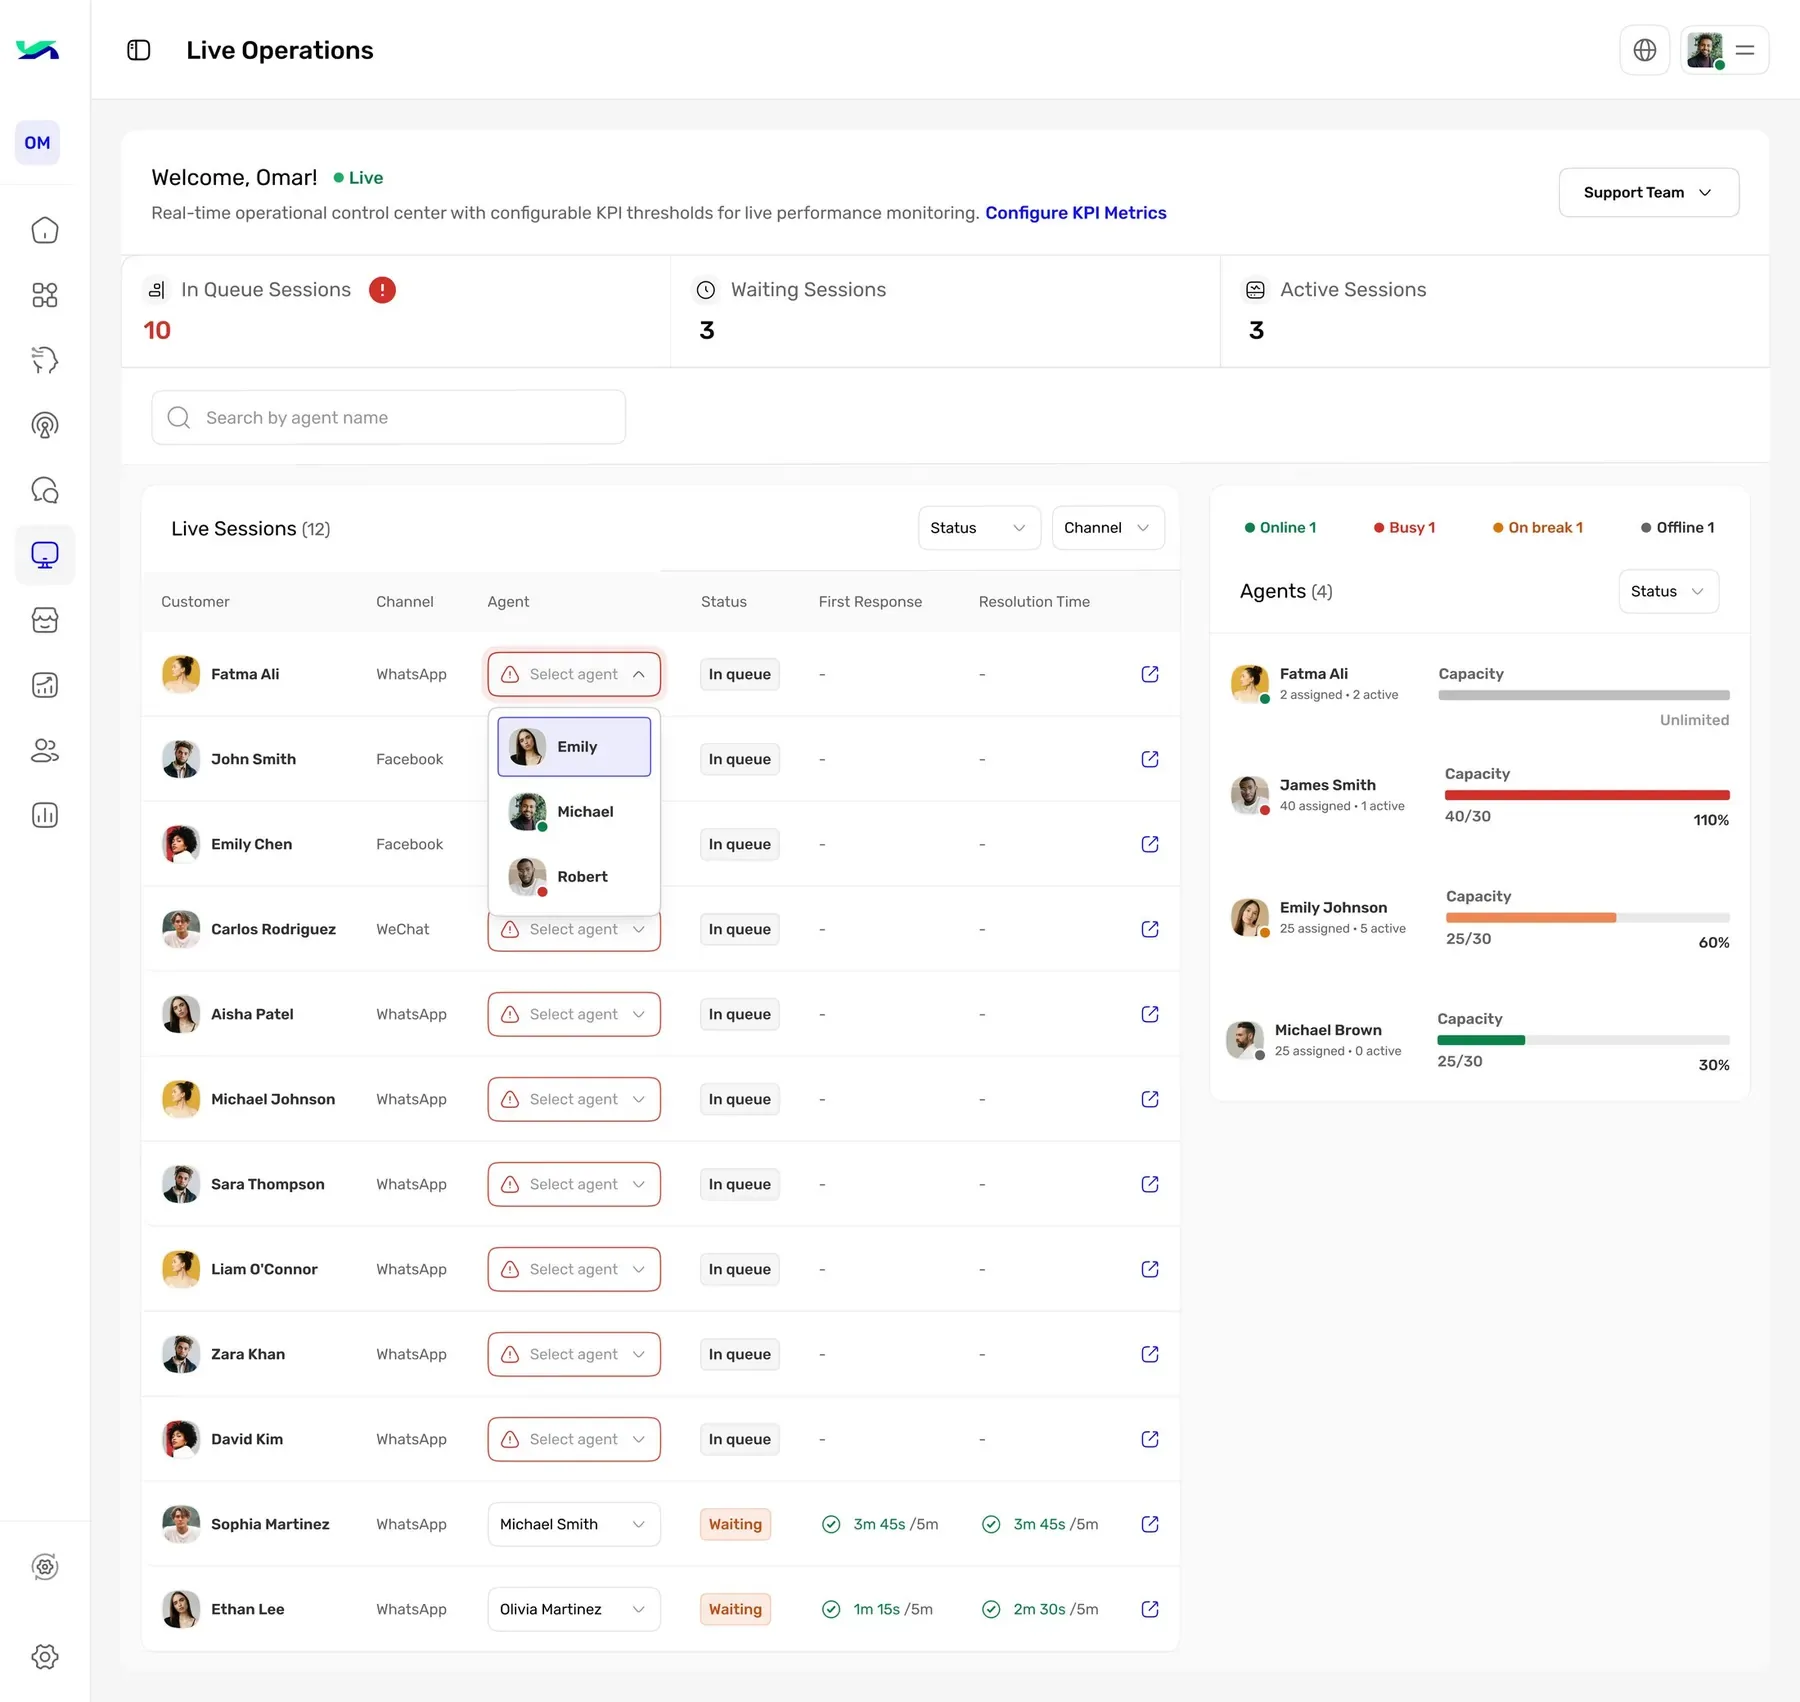 Live Operations
OM
Welcome, Omar! Live
Support Team
Real-time operational control center with configurable KPI thresholds for live performance monitoring. Configure KPI Metrics
In Queue Sessions !
10
Waiting Sessions
3
Active Sessions
3
Search by agent name
Live Sessions (12)
Status
Channel
Customer Channel Agent Status First Response Resolution Time
Fatma Ali WhatsApp Select agent In queue - -
Emily
Michael
Robert
John Smith Facebook In queue - -
Emily Chen Facebook In queue - -
Carlos Rodriguez WeChat Select agent In queue - -
Aisha Patel WhatsApp Select agent In queue - -
Michael Johnson WhatsApp Select agent In queue - -
Sara Thompson WhatsApp Select agent In queue - -
Liam O'Connor WhatsApp Select agent In queue - -
Zara Khan WhatsApp Select agent In queue - -
David Kim WhatsApp Select agent In queue - -
Sophia Martinez WhatsApp Michael Smith Waiting 3m 45s /5m 3m 45s /5m
Ethan Lee WhatsApp Olivia Martinez Waiting 1m 15s /5m 2m 30s /5m
Online 1 Busy 1 On break 1 Offline 1
Agents (4)
Status
Fatma Ali
2 assigned • 2 active
Capacity
Unlimited
James Smith
40 assigned • 1 active
Capacity
40/30 110%
Emily Johnson
25 assigned • 5 active
Capacity
25/30 60%
Michael Brown
25 assigned • 0 active
Capacity
25/30 30%